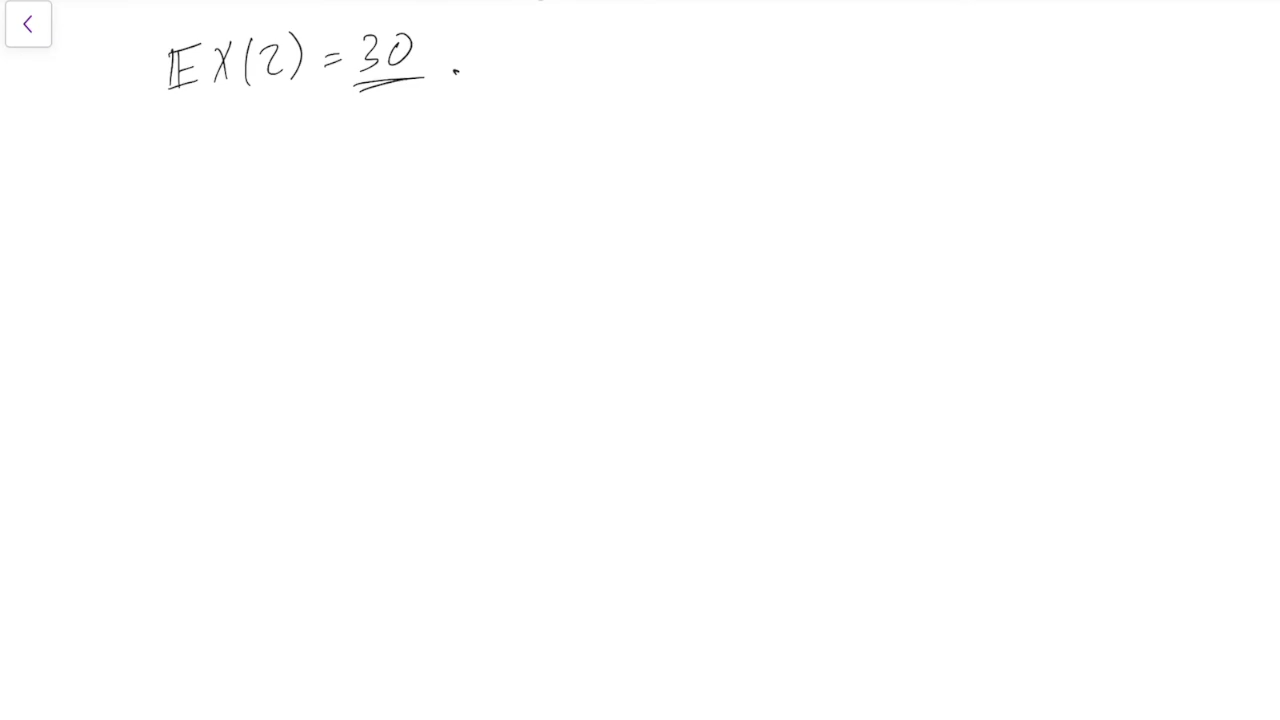 𝔼X(2) = 30 .